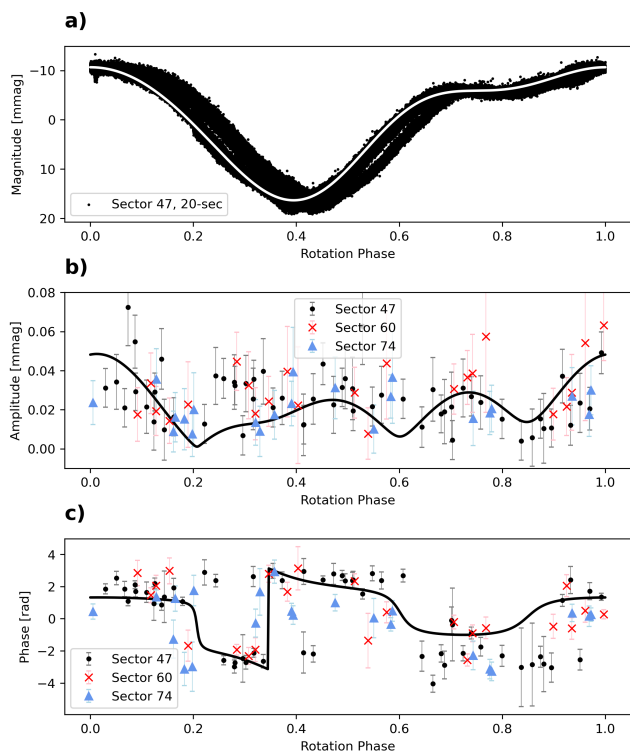 a)
−10
0
10
20
Magnitude [mmag]
Sector 47, 20-sec
0.0 0.2 0.4 0.6 0.8 1.0
Rotation Phase
b)
0.08
0.06
0.04
0.02
0.00
Amplitude [mmag]
Sector 47
Sector 60
Sector 74
0.0 0.2 0.4 0.6 0.8 1.0
Rotation Phase
c)
4
2
0
−2
−4
Phase [rad]
Sector 47
Sector 60
Sector 74
0.0 0.2 0.4 0.6 0.8 1.0
Rotation Phase